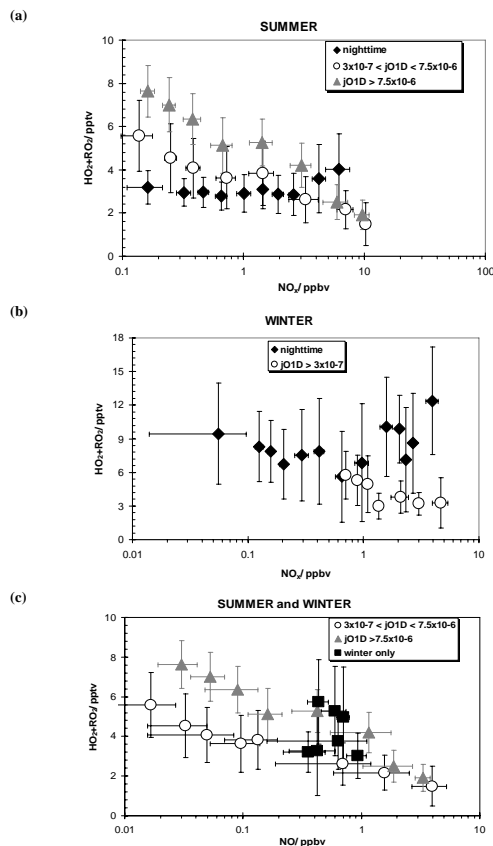 (a)
SUMMER
nighttime
3x10-7 < jO1D < 7.5x10-6
jO1D > 7.5x10-6
HO2+RO2/ pptv
8
6
4
2
0
0.1
1
10
100
NOx/ ppbv
(b)
WINTER
nighttime
jO1D > 3x10-7
HO2+RO2/ pptv
18
15
12
9
6
3
0
0.01
0.1
1
10
NOx/ ppbv
(c)
SUMMER and WINTER
3x10-7 < jO1D < 7.5x10-6
jO1D >7.5x10-6
winter only
HO2+RO2/ pptv
10
8
6
4
2
0
0.01
0.1
1
10
NO/ ppbv